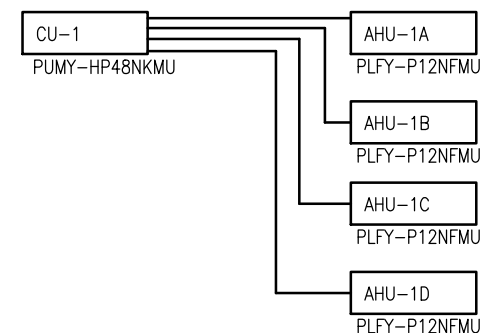 CU-1
PUMY-HP48NKMU
AHU-1A
PLFY-P12NFMU
AHU-1B
PLFY-P12NFMU
AHU-1C
PLFY-P12NFMU
AHU-1D
PLFY-P12NFMU